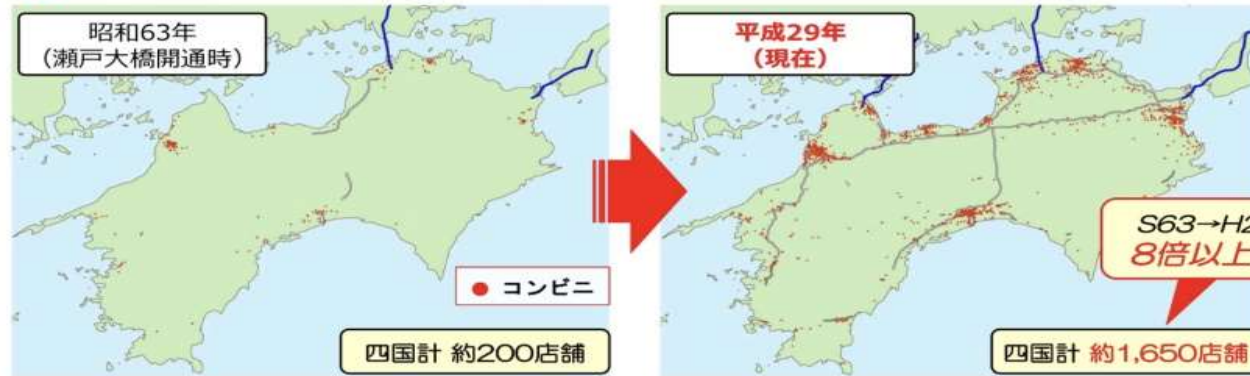 昭和63年
（瀬戸大橋開通時）
コンビニ
四国計 約200店舗
平成29年
（現在）
S63→H2
8倍以上
四国計 約1,650店舗